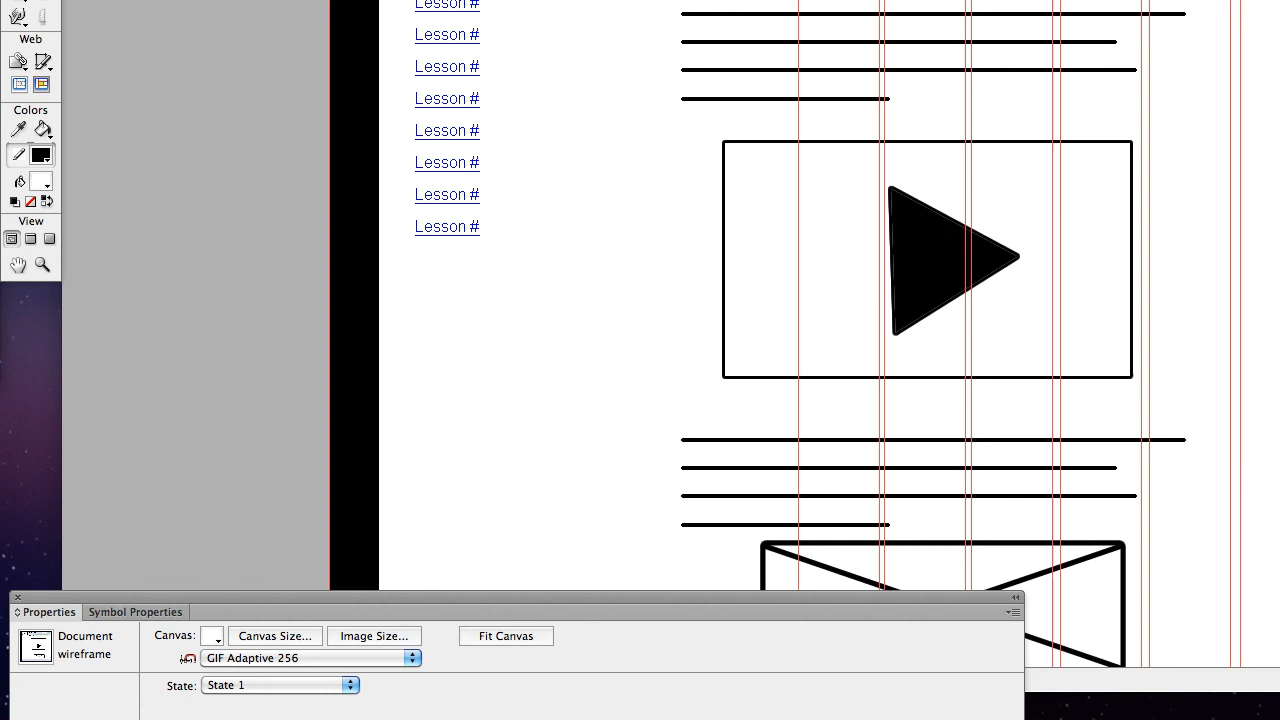 Lesson #
Lesson #
Lesson #
Lesson #
Lesson #
Lesson #
Lesson #
Lesson #
Web
Colors
View
Properties
Symbol Properties
Document
wireframe
Canvas:
Canvas Size...
Image Size...
Fit Canvas
GIF Adaptive 256
State:
State 1